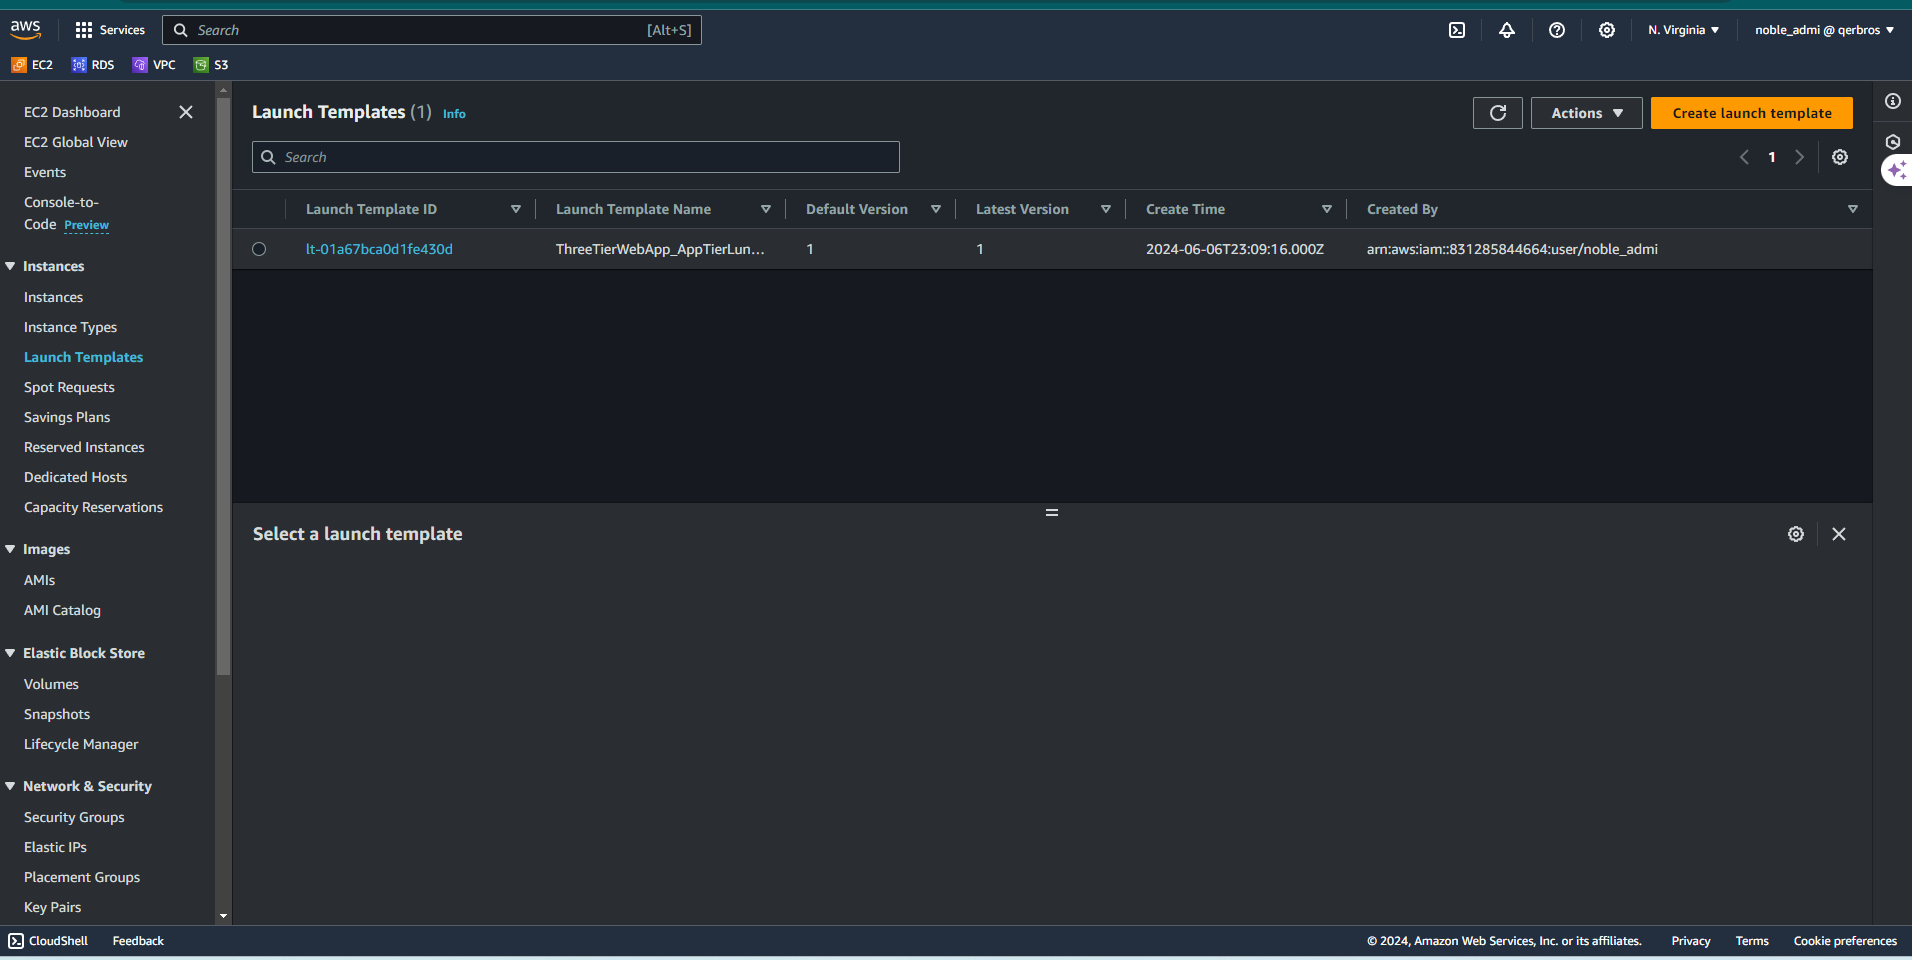 aws Services Search [Alt+S] N. Virginia noble_admi @ qerbros
EC2 RDS VPC S3
EC2 Dashboard
EC2 Global View
Events
Console-to-
Code Preview
Instances
Instances
Instance Types
Launch Templates
Spot Requests
Savings Plans
Reserved Instances
Dedicated Hosts
Capacity Reservations
Images
AMIs
AMI Catalog
Elastic Block Store
Volumes
Snapshots
Lifecycle Manager
Network & Security
Security Groups
Elastic IPs
Placement Groups
Key Pairs
Launch Templates (1) Info
Actions Create launch template
Search
1
Launch Template ID Launch Template Name Default Version Latest Version Create Time Created By
lt-01a67bca0d1fe430d ThreeTierWebApp_AppTierLun... 1 1 2024-06-06T23:09:16.000Z arn:aws:iam::831285844664:user/noble_admi
Select a launch template
CloudShell Feedback © 2024, Amazon Web Services, Inc. or its affiliates. Privacy Terms Cookie preferences